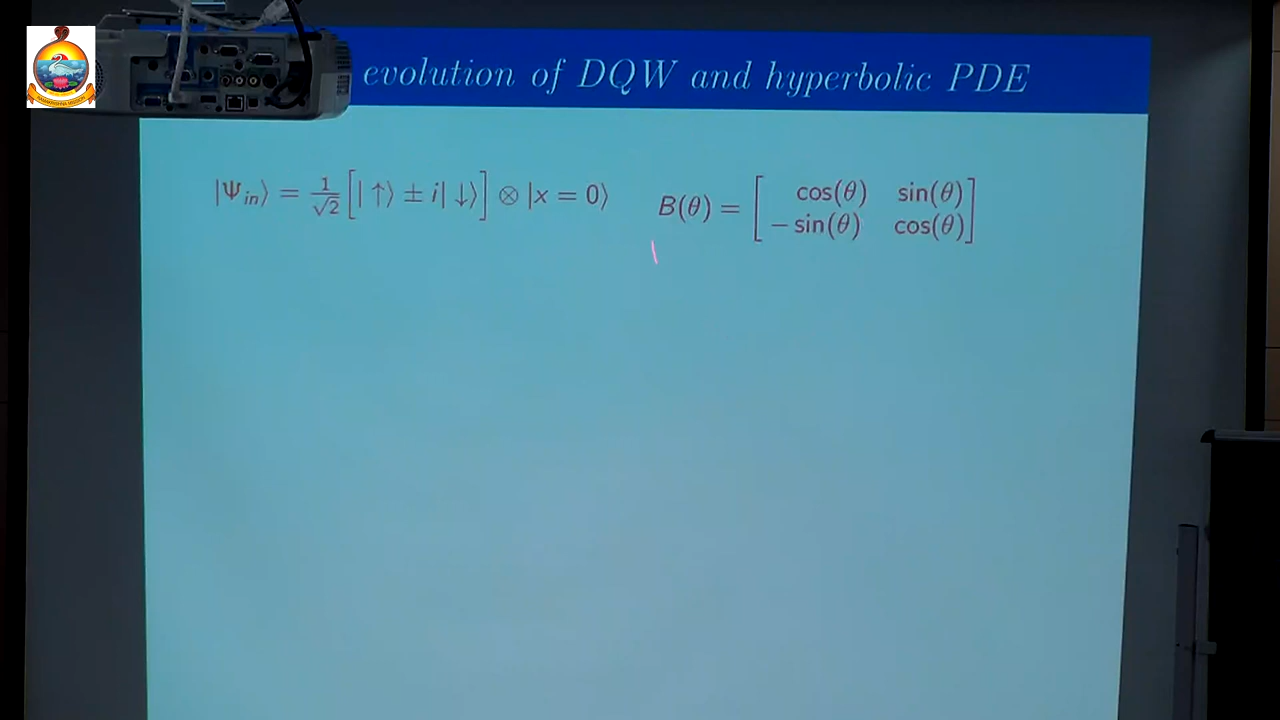 evolution of DQW and hyperbolic PDE
|Ψ_in⟩ = 1/√2 [|↑⟩ ± i|↓⟩] ⊗ |x = 0⟩ B(θ) = [ cos(θ) sin(θ)
− sin(θ) cos(θ) ]